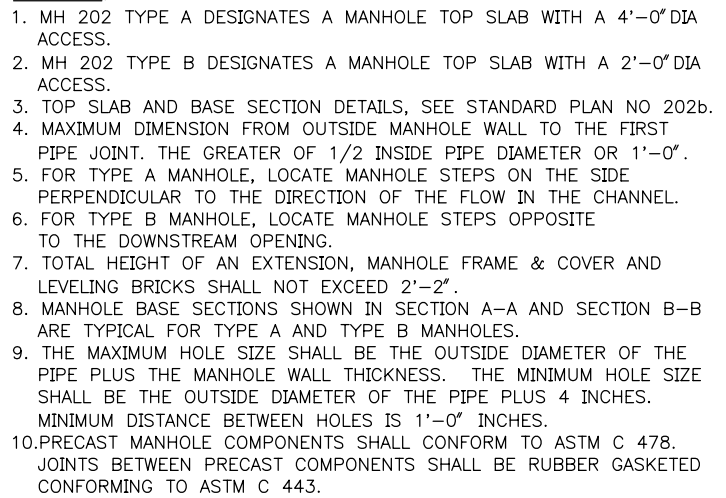 1. MH 202 TYPE A DESIGNATES A MANHOLE TOP SLAB WITH A 4'-0" DIA
ACCESS.
2. MH 202 TYPE B DESIGNATES A MANHOLE TOP SLAB WITH A 2'-0" DIA
ACCESS.
3. TOP SLAB AND BASE SECTION DETAILS, SEE STANDARD PLAN NO 202b.
4. MAXIMUM DIMENSION FROM OUTSIDE MANHOLE WALL TO THE FIRST
PIPE JOINT. THE GREATER OF 1/2 INSIDE PIPE DIAMETER OR 1'-0".
5. FOR TYPE A MANHOLE, LOCATE MANHOLE STEPS ON THE SIDE
PERPENDICULAR TO THE DIRECTION OF THE FLOW IN THE CHANNEL.
6. FOR TYPE B MANHOLE, LOCATE MANHOLE STEPS OPPOSITE
TO THE DOWNSTREAM OPENING.
7. TOTAL HEIGHT OF AN EXTENSION, MANHOLE FRAME & COVER AND
LEVELING BRICKS SHALL NOT EXCEED 2'-2".
8. MANHOLE BASE SECTIONS SHOWN IN SECTION A-A AND SECTION B-B
ARE TYPICAL FOR TYPE A AND TYPE B MANHOLES.
9. THE MAXIMUM HOLE SIZE SHALL BE THE OUTSIDE DIAMETER OF THE
PIPE PLUS THE MANHOLE WALL THICKNESS. THE MINIMUM HOLE SIZE
SHALL BE THE OUTSIDE DIAMETER OF THE PIPE PLUS 4 INCHES.
MINIMUM DISTANCE BETWEEN HOLES IS 1'-0" INCHES.
10.PRECAST MANHOLE COMPONENTS SHALL CONFORM TO ASTM C 478.
JOINTS BETWEEN PRECAST COMPONENTS SHALL BE RUBBER GASKETED
CONFORMING TO ASTM C 443.